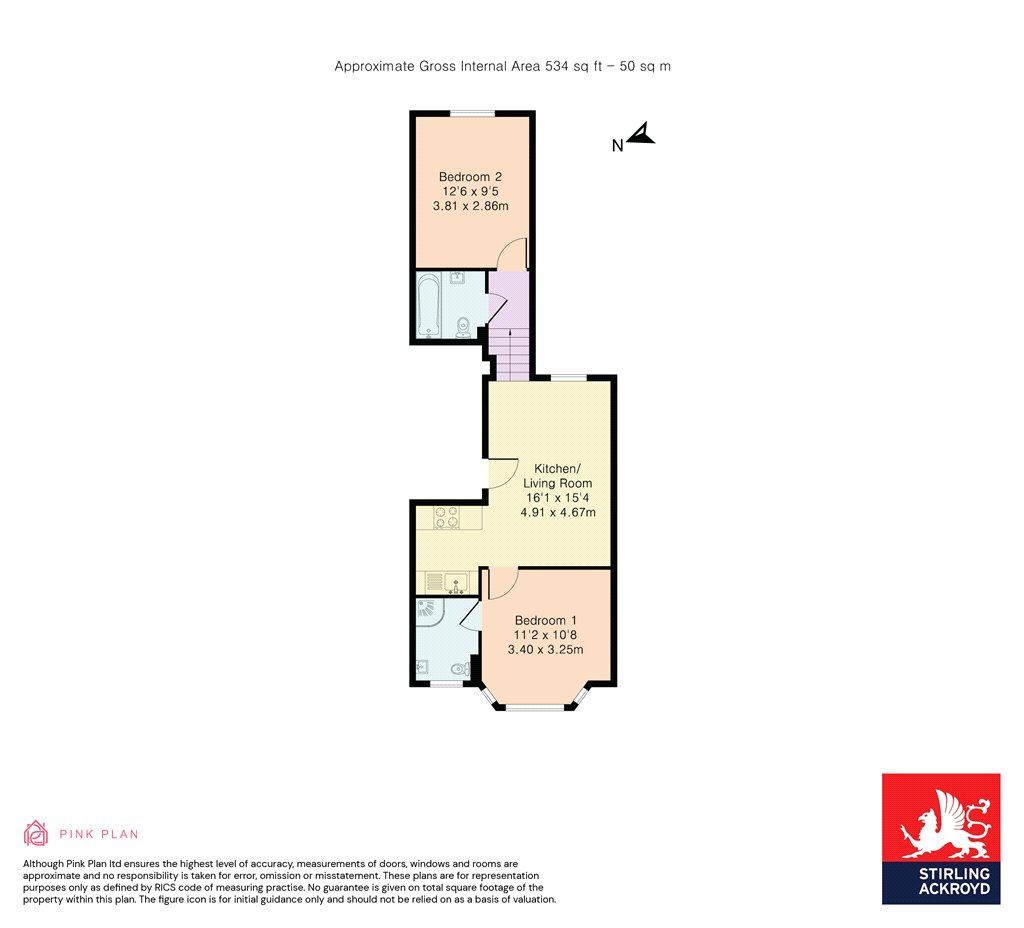 Approximate Gross Internal Area 534 sq ft – 50 sq m
N
Bedroom 2
12'6 x 9'5
3.81 x 2.86m
Kitchen/
Living Room
16'1 x 15'4
4.91 x 4.67m
Bedroom 1
11'2 x 10'8
3.40 x 3.25m
PINK PLAN
Although Pink Plan ltd ensures the highest level of accuracy, measurements of doors, windows and rooms are
approximate and no responsibility is taken for error, omission or misstatement. These plans are for representation
purposes only as defined by RICS code of measuring practise. No guarantee is given on total square footage of the
property within this plan. The figure icon is for initial guidance only and should not be relied on as a basis of valuation.
STIRLING
ACKROYD